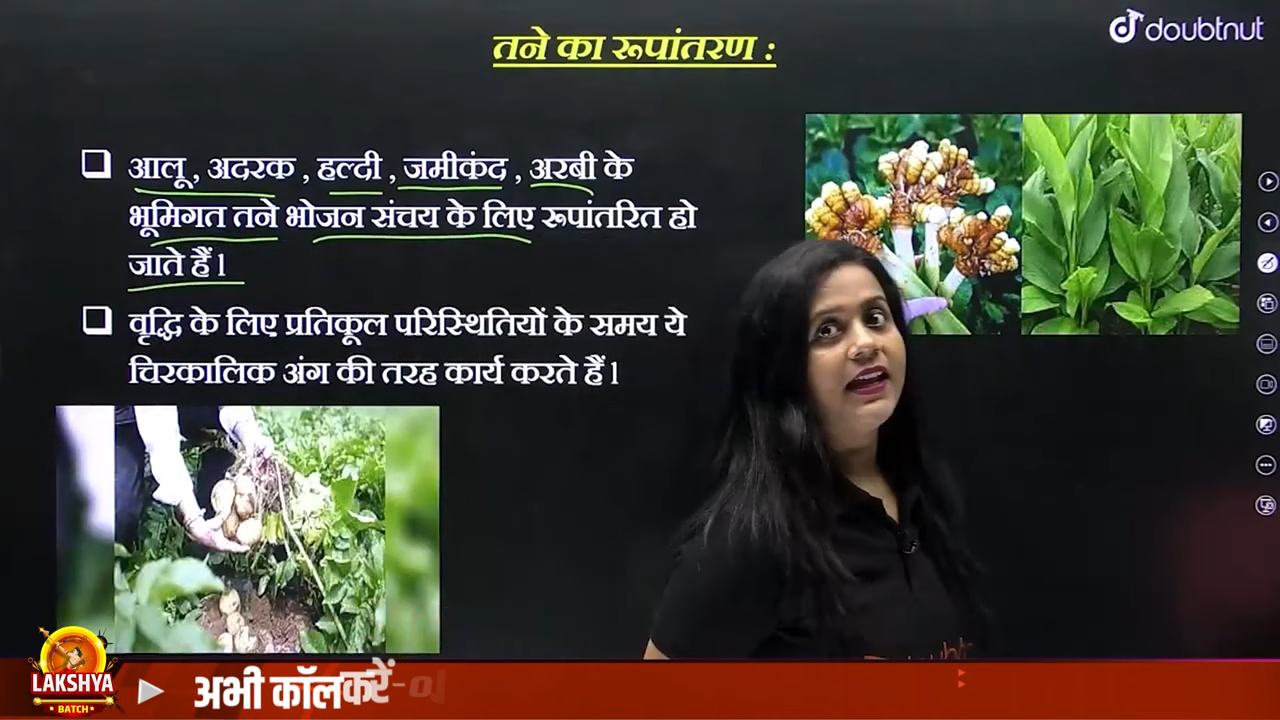 तने का रूपांतरण :
doubtnut
❑ आलू , अदरक , हल्दी , जमीकंद , अरबी के
भूमिगत तने भोजन संचय के लिए रूपांतरित हो
जाते हैं l
❑ वृद्धि के लिए प्रतिकूल परिस्थितियों के समय ये
चिरकालिक अंग की तरह कार्य करते हैं l
LAKSHYA
BATCH
अभी कॉल करें